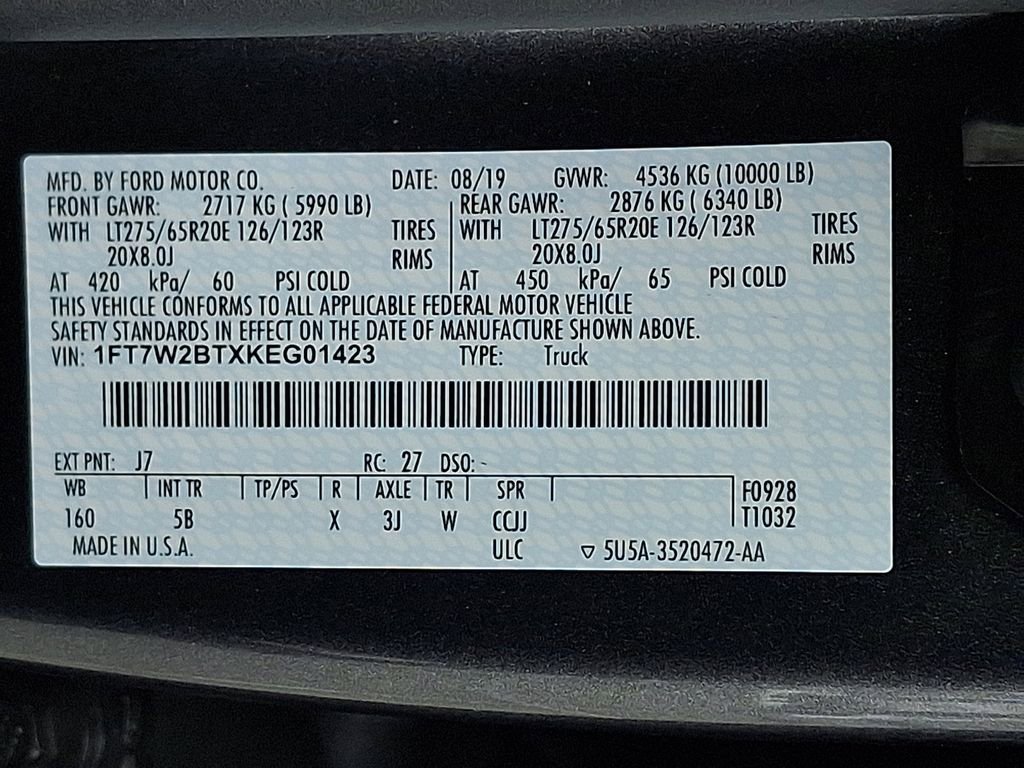 MFD. BY FORD MOTOR CO. DATE: 08/19 GVWR: 4536 KG (10000 LB)
FRONT GAWR: 2717 KG ( 5990 LB) REAR GAWR: 2876 KG ( 6340 LB)
WITH LT275/65R20E 126/123R TIRES WITH LT275/65R20E 126/123R TIRES
20X8.0J RIMS 20X8.0J RIMS
AT 420 kPa/ 60 PSI COLD AT 450 kPa/ 65 PSI COLD
THIS VEHICLE CONFORMS TO ALL APPLICABLE FEDERAL MOTOR VEHICLE
SAFETY STANDARDS IN EFFECT ON THE DATE OF MANUFACTURE SHOWN ABOVE.
VIN: 1FT7W2BTXKEG01423 TYPE: Truck
EXT PNT: J7 RC: 27 DSO: -
WB INT TR TP/PS R AXLE TR SPR F0928
160 5B X 3J W CCJJ T1032
MADE IN U.S.A. ULC ▽ 5U5A-3520472-AA